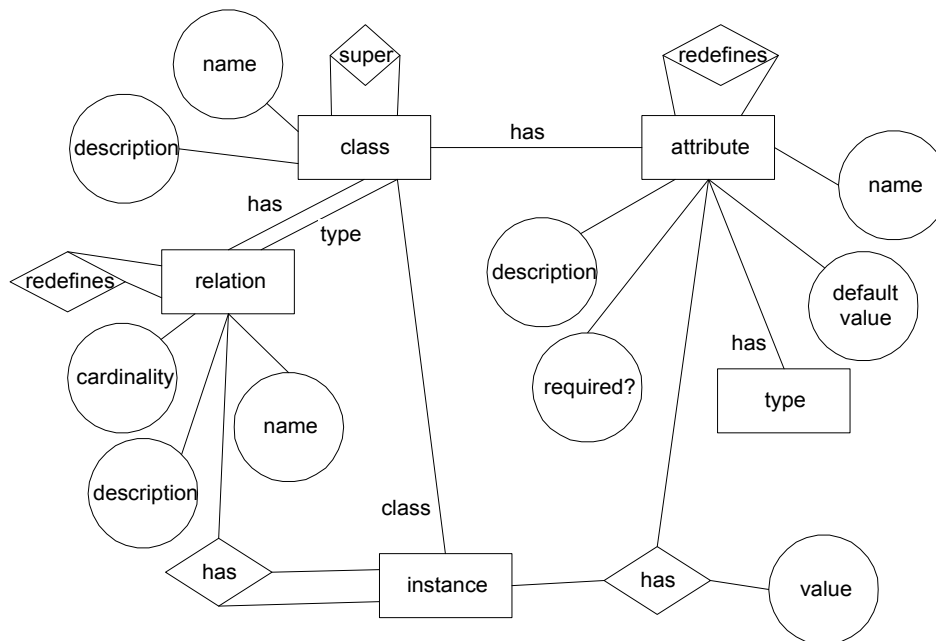 super
redefines
name
has
description
class
attribute
name
has
type
redefines
relation
description
default
value
cardinality
has
required?
type
name
description
class
has
instance
has
value